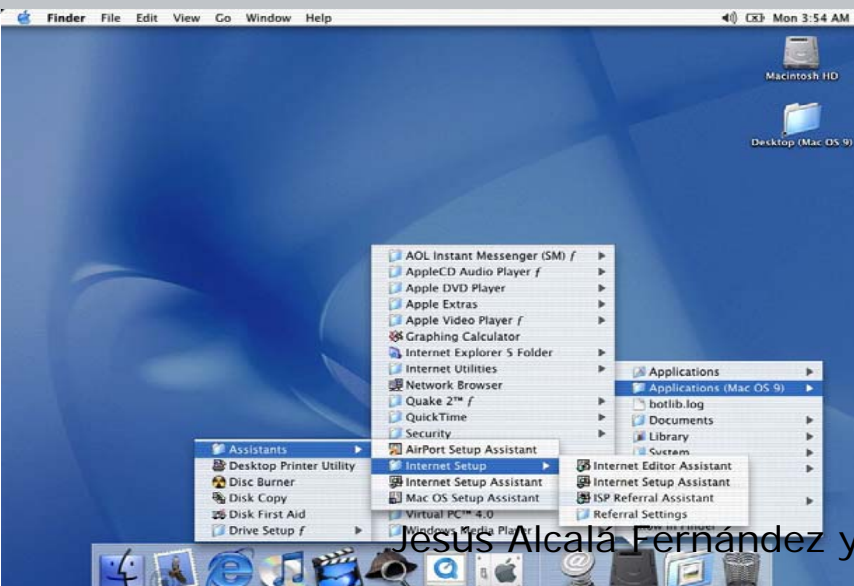 Finder File Edit View Go Window Help
Mon 3:54 AM
Macintosh HD
Desktop (Mac OS 9)
AOL Instant Messenger (SM) ƒ
AppleCD Audio Player ƒ
Apple DVD Player
Apple Extras
Apple Video Player ƒ
Graphing Calculator
Internet Explorer 5 Folder
Internet Utilities
Network Browser
Quake 2™ ƒ
QuickTime
Security
Virtual PC™ 4.0
Windows Media Player
Applications
Applications (Mac OS 9)
botlib.log
Documents
Library
System
Assistants
Desktop Printer Utility
Disc Burner
Disk Copy
Disk First Aid
Drive Setup ƒ
AirPort Setup Assistant
Internet Setup
Internet Setup Assistant
Mac OS Setup Assistant
Internet Editor Assistant
Internet Setup Assistant
ISP Referral Assistant
Referral Settings
Jesús Alcalá Fernández y